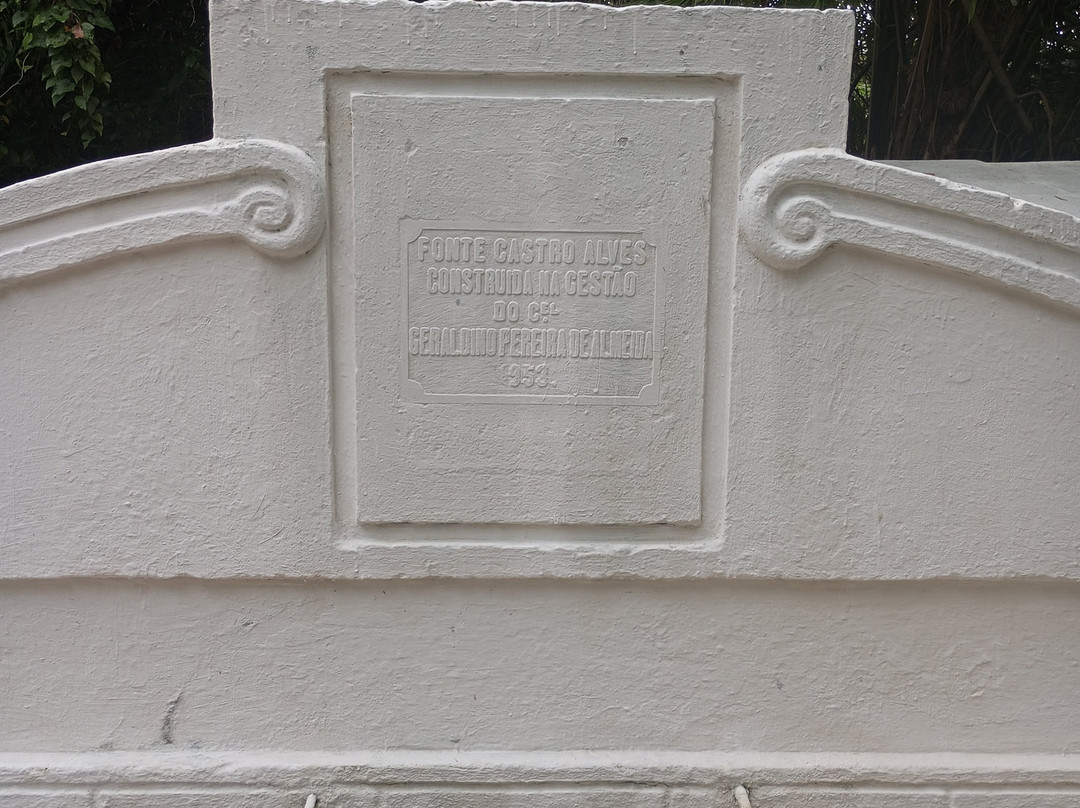 FONTE CASTRO ALVES
CONSTRUIDA NA GESTÃO
DO CEL
GERALDINO PEREIRA DE ALMEIDA